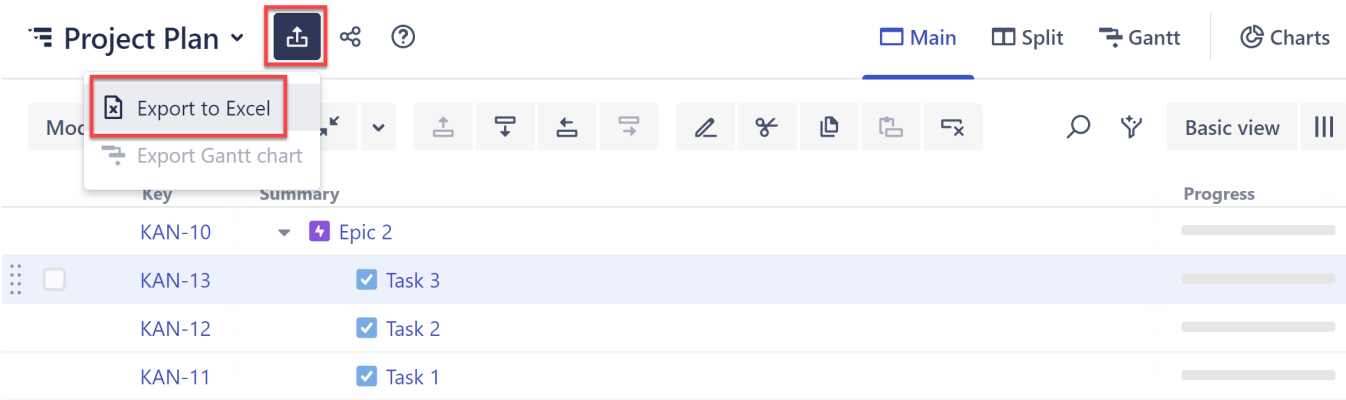 Project Plan
Main
Split
Gantt
Charts
Export to Excel
Export Gantt chart
Basic view
Key Summary Progress
KAN-10 Epic 2
KAN-13 Task 3
KAN-12 Task 2
KAN-11 Task 1